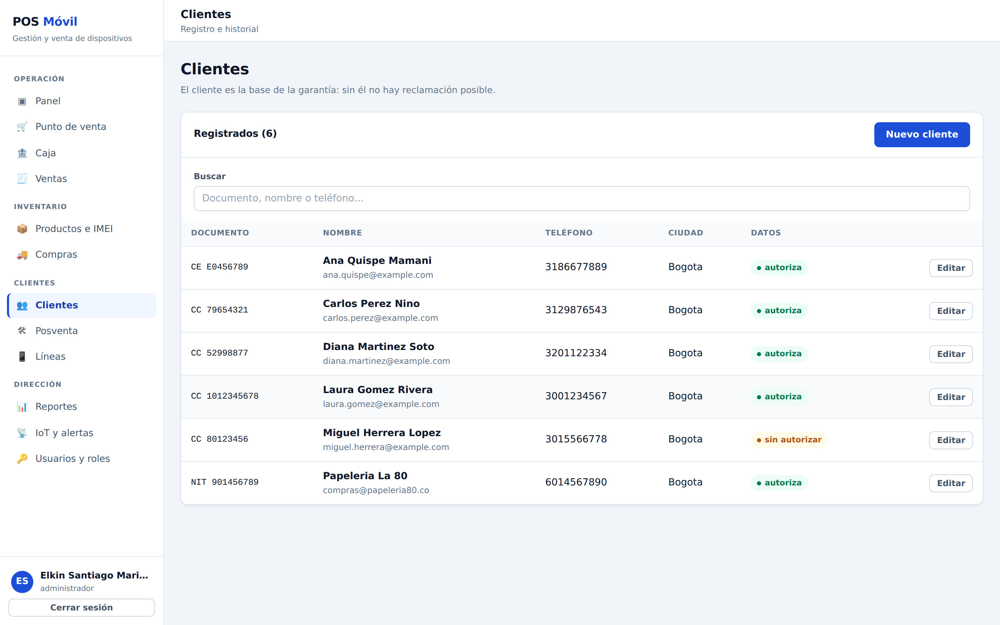 POS Móvil
Gestión y venta de dispositivos
OPERACIÓN
Panel
Punto de venta
Caja
Ventas
INVENTARIO
Productos e IMEI
Compras
CLIENTES
Clientes
Posventa
Líneas
DIRECCIÓN
Reportes
IoT y alertas
Usuarios y roles
ES
Elkin Santiago Mari...
administrador
Cerrar sesión
Clientes
Registro e historial
Clientes
El cliente es la base de la garantía: sin él no hay reclamación posible.
Registrados (6)
Nuevo cliente
Buscar
Documento, nombre o teléfono...
DOCUMENTO NOMBRE TELÉFONO CIUDAD DATOS
CE E0456789 Ana Quispe Mamani 3186677889 Bogota autoriza Editar
ana.quispe@example.com
CC 79654321 Carlos Perez Nino 3129876543 Bogota autoriza Editar
carlos.perez@example.com
CC 52998877 Diana Martinez Soto 3201122334 Bogota autoriza Editar
diana.martinez@example.com
CC 1012345678 Laura Gomez Rivera 3001234567 Bogota autoriza Editar
laura.gomez@example.com
CC 80123456 Miguel Herrera Lopez 3015566778 Bogota sin autorizar Editar
miguel.herrera@example.com
NIT 901456789 Papeleria La 80 6014567890 Bogota autoriza Editar
compras@papeleria80.co